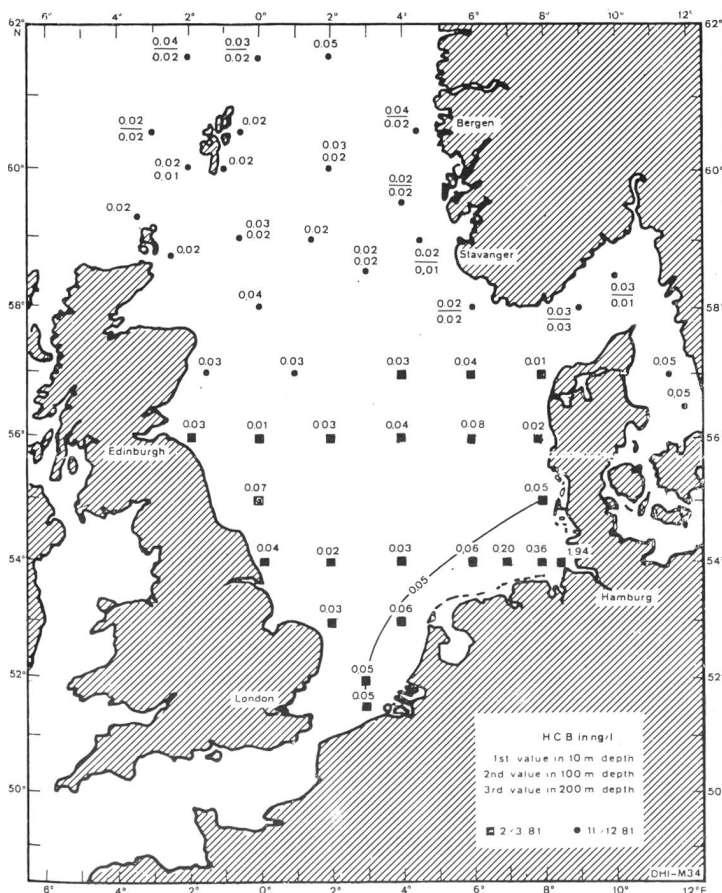 6° 4° 2° 0° 2° 4° 6° 8° 10° 12°E
62° 62°
N
0.04 0.03 0.05
0.02 0.02
0.02 0.02 0.04
0.02 0.02
Bergen
0.02 0.02 0.03
0.01 0.02
60° 60°
0.02
0.02
0.02 0.03 0.02
0.02 0.02
0.02 0.02
0.02 0.01
Stavanger
0.03
0.01
58° 58°
0.04 0.02 0.03
0.02 0.03
0.03 0.03 0.03 0.04 0.01 0.05
0.05
0.03 0.01 0.03 0.04 0.08 0.02
56° 56°
Edinburgh
0.07 0.05
0.04 0.02 0.03 0.06 0.20 0.36 1.94
54° 54°
0.05
Hamburg
0.03 0.06
52° 52°
0.05
0.05
London
HCB in ng/l
1st value in 10 m depth
2nd value in 100 m depth
3rd value in 200 m depth
50° 50°
2/3 81 11/12 81
DHI-M34
6° 4° 2° 0° 2° 4° 6° 8° 10° 12°